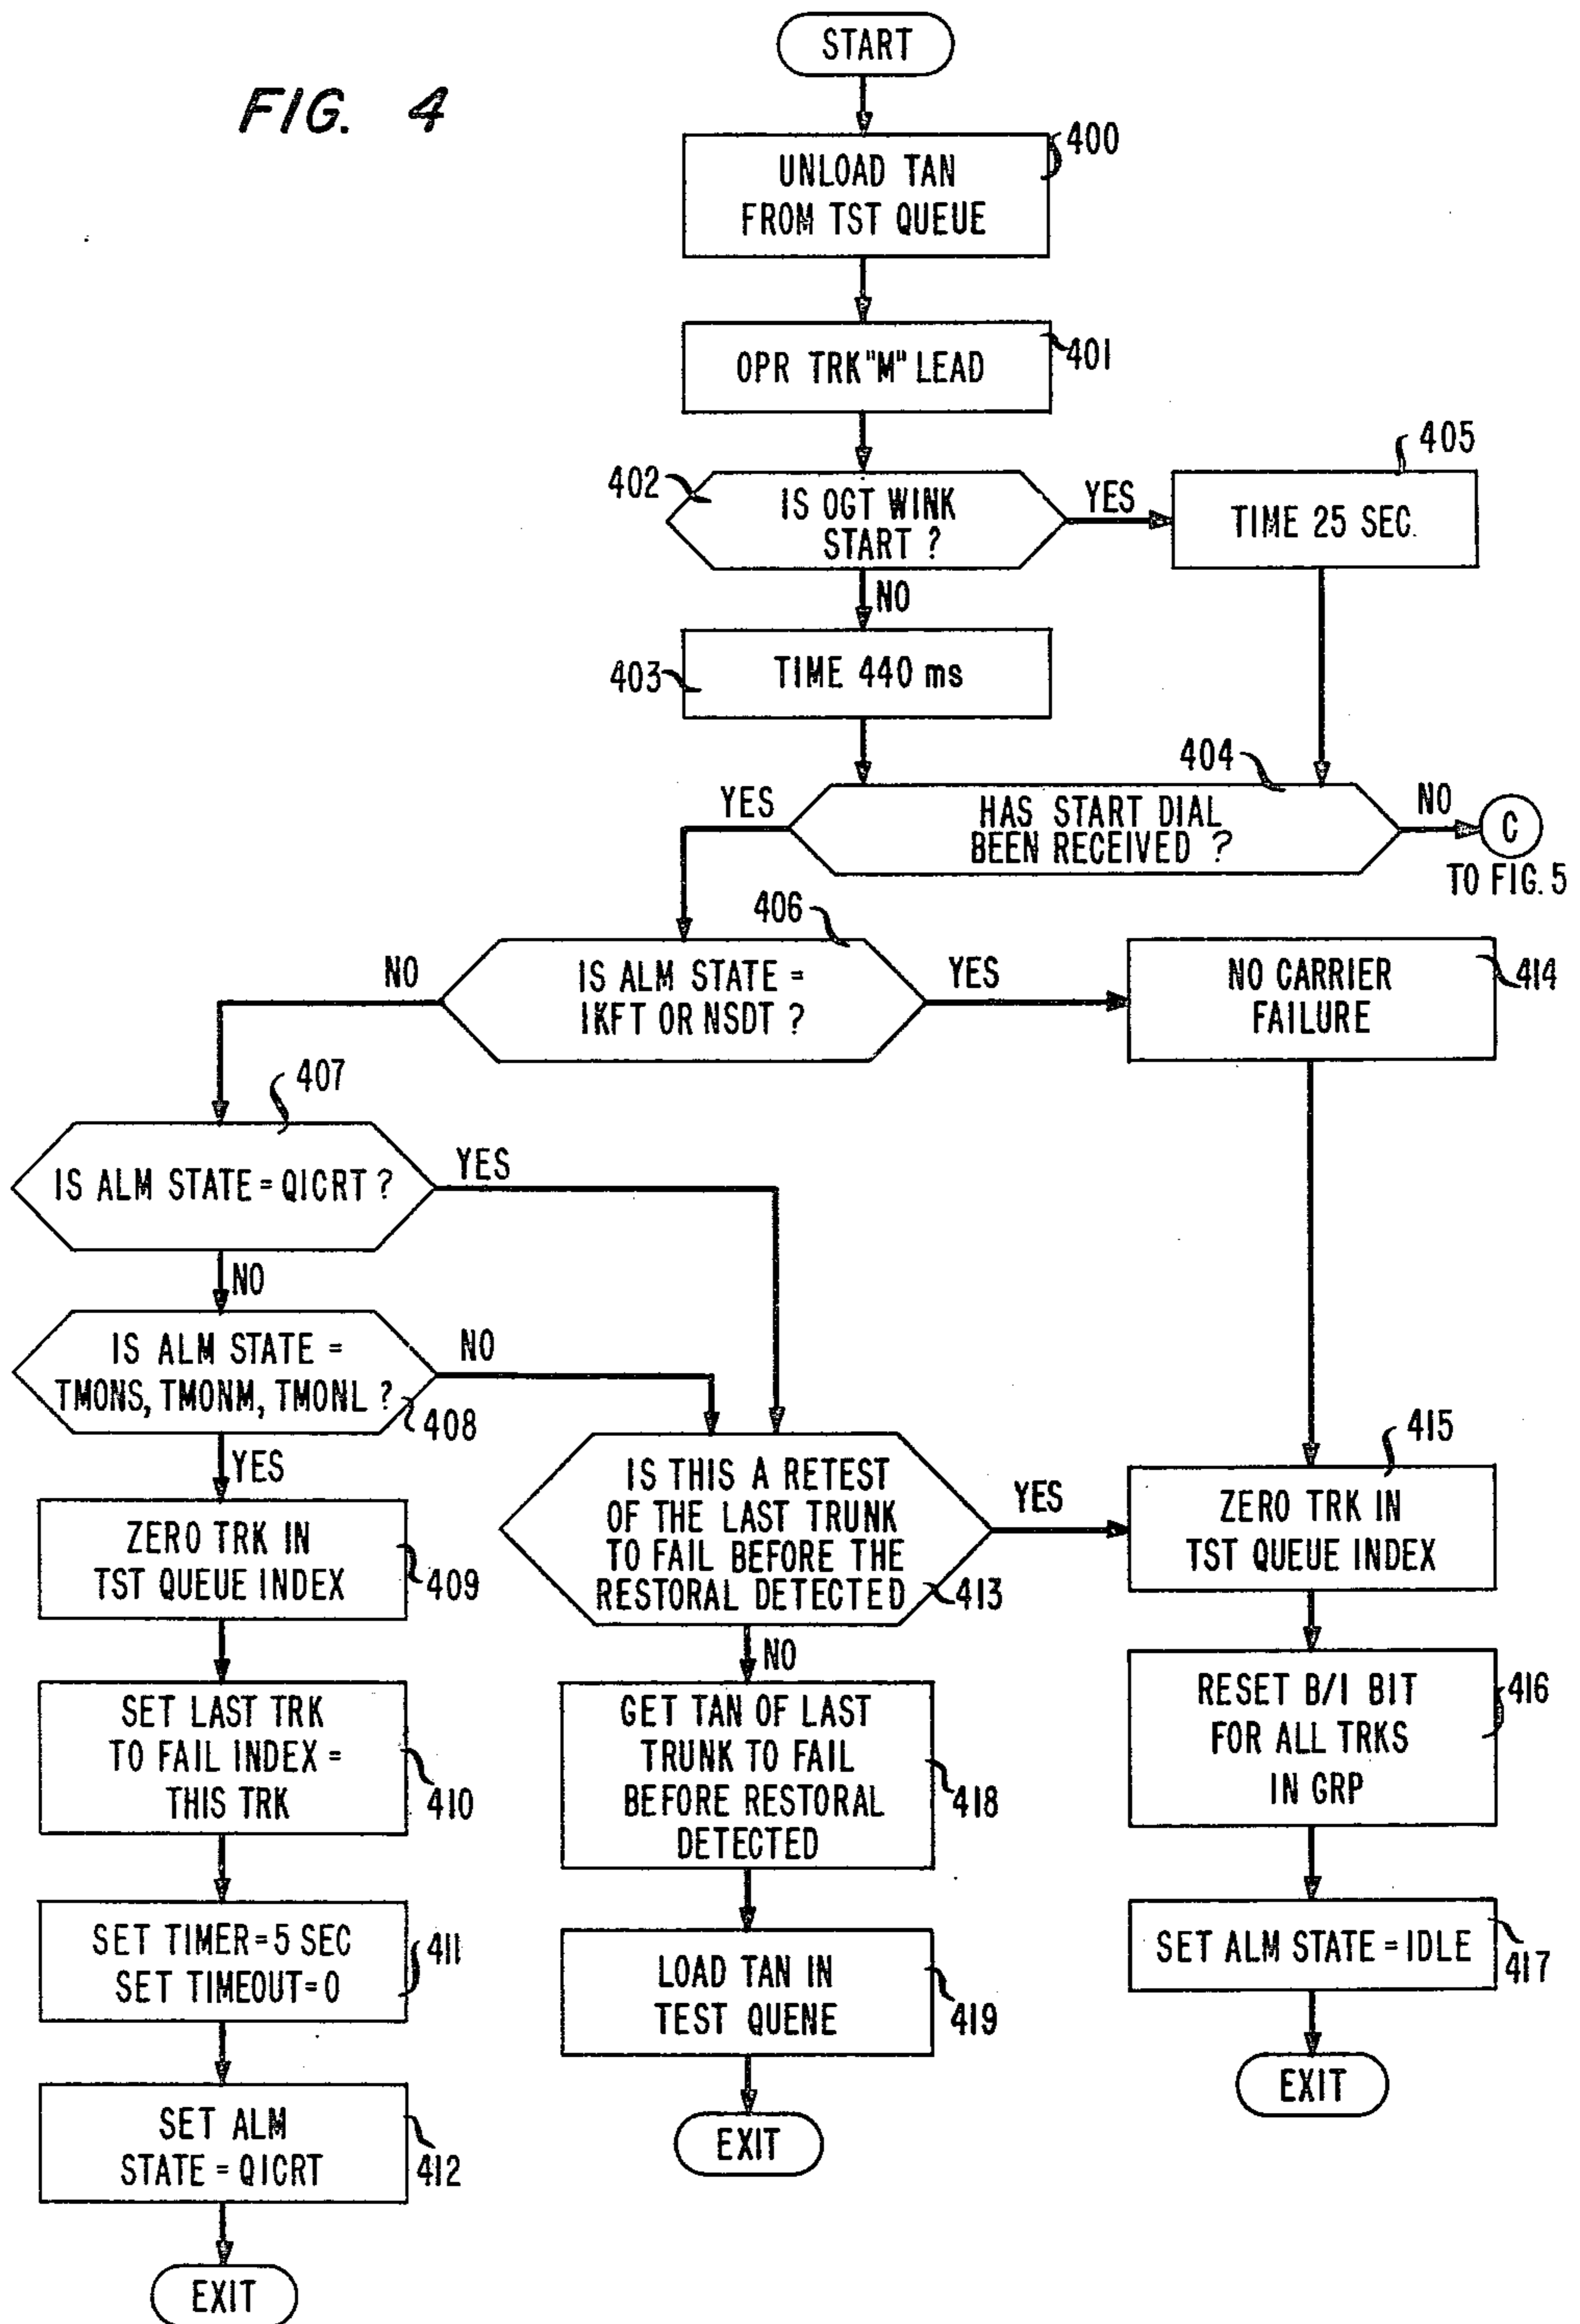 FIG. 4
START
400
UNLOAD TAN
FROM TST QUEUE
OPR TRK "M" LEAD
401
402
IS OGT WINK
START ?
YES
405
TIME 25 SEC.
NO
403
TIME 440 ms
404
YES
HAS START DIAL
BEEN RECEIVED ?
NO
C
TO FIG. 5
406
NO
IS ALM STATE =
IKFT OR NSDT ?
YES
NO CARRIER
FAILURE
414
407
IS ALM STATE = QICRT ?
YES
NO
IS ALM STATE =
TMONS, TMONM, TMONL ?
408
NO
YES
IS THIS A RETEST
OF THE LAST TRUNK
TO FAIL BEFORE THE
RESTORAL DETECTED
413
YES
415
ZERO TRK IN
TST QUEUE INDEX
ZERO TRK IN
TST QUEUE INDEX
409
NO
SET LAST TRK
TO FAIL INDEX =
THIS TRK
410
GET TAN OF LAST
TRUNK TO FAIL
BEFORE RESTORAL
DETECTED
418
RESET B/I BIT
FOR ALL TRKS
IN GRP
416
SET TIMER = 5 SEC
SET TIMEOUT = 0
411
LOAD TAN IN
TEST QUENE
419
SET ALM STATE = IDLE
417
EXIT
SET ALM
STATE = QICRT
412
EXIT
EXIT